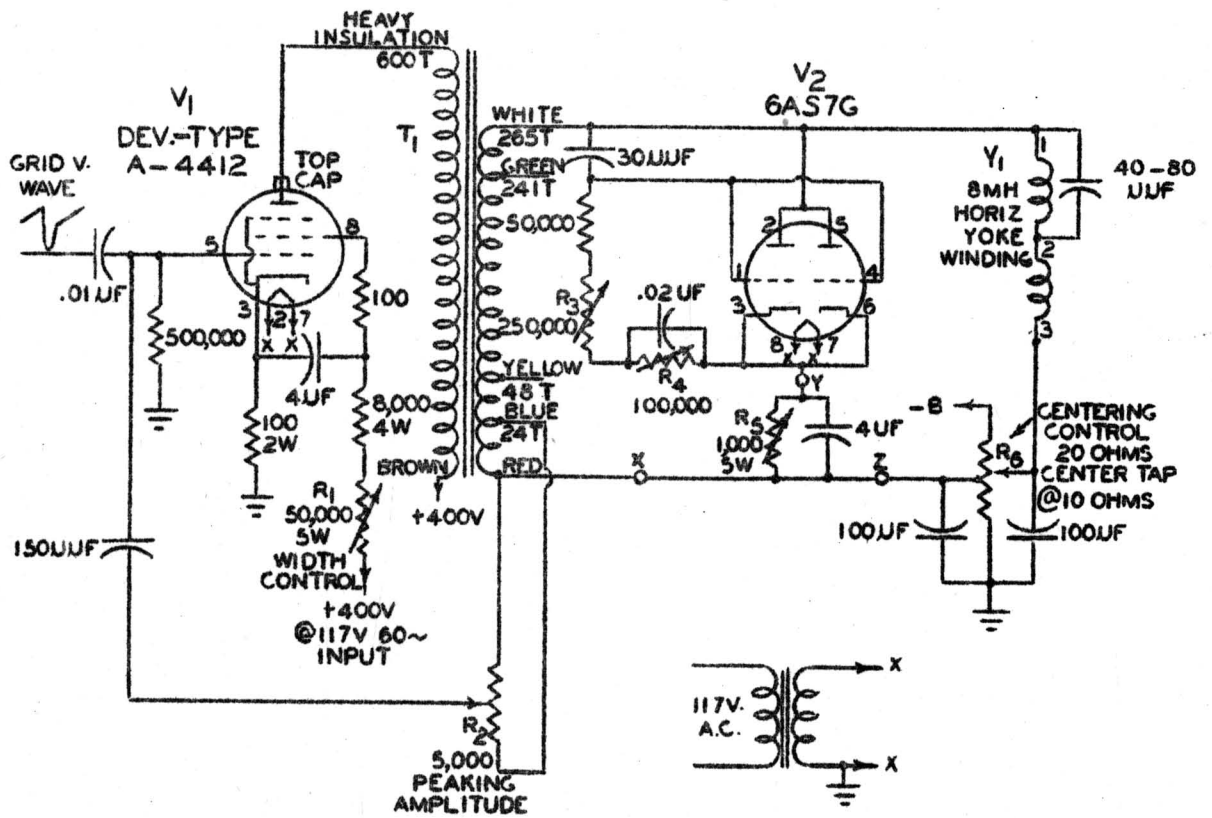 HEAVY
INSULATION
600T
V1
DEV.-TYPE
A-4412
TOP
CAP
GRID V.
WAVE
5
8
3
2
7
X
X
.01UF
500,000
100
4UF
100
2W
8,000
4W
R1
50,000
5W
WIDTH
CONTROL
+400V
@117V 60~
INPUT
150UUF
T1
BROWN
+400V
WHITE
265T
GREEN
241T
YELLOW
48T
BLUE
24T
RED
R2
5,000
PEAKING
AMPLITUDE
30UUF
50,000
R3
250,000
.02UF
R4
100,000
V2
6AS7G
2
5
1
4
3
6
8
7
X
X
Y
R5
1,000
5W
4UF
X
Z
Y1
8MH
HORIZ
YOKE
WINDING
1
2
3
40-80
UUF
-B
CENTERING
CONTROL
20 OHMS
R6
CENTER TAP
@10 OHMS
100UF
100UF
117V.
A.C.
X
X